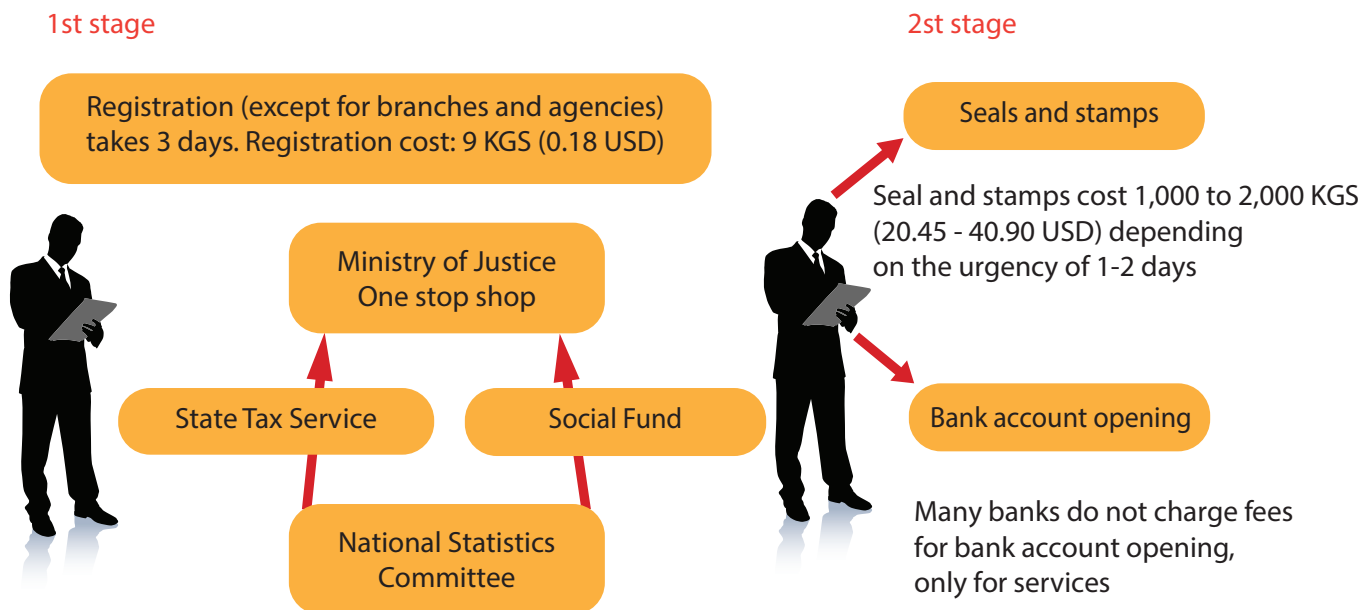 1st stage
Registration (except for branches and agencies)
takes 3 days. Registration cost: 9 KGS (0.18 USD)
Ministry of Justice
One stop shop
State Tax Service
Social Fund
National Statistics
Committee
2st stage
Seals and stamps
Seal and stamps cost 1,000 to 2,000 KGS
(20.45 - 40.90 USD) depending
on the urgency of 1-2 days
Bank account opening
Many banks do not charge fees
for bank account opening,
only for services